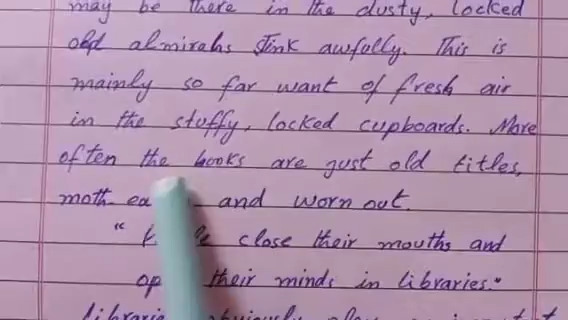 may be there in the dusty, locked
old almirahs stink awfully. This is
mainly so far want of fresh air
in the stuffy, locked cupboards. More
often the books are just old titles,
moth ea and worn out.
" close their mouths and
op their minds in libraries."